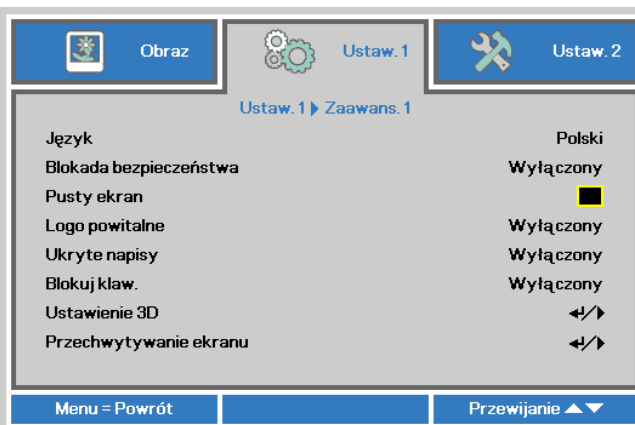 Obraz
Ustaw. 1
Ustaw. 2
Ustaw. 1 ▶ Zaawans. 1
Język Polski
Blokada bezpieczeństwa Wyłączony
Pusty ekran
Logo powitalne Wyłączony
Ukryte napisy Wyłączony
Blokuj klaw. Wyłączony
Ustawienie 3D ↵/▶
Przechwytywanie ekranu ↵/▶
Menu = Powrót
Przewijanie ▲▼